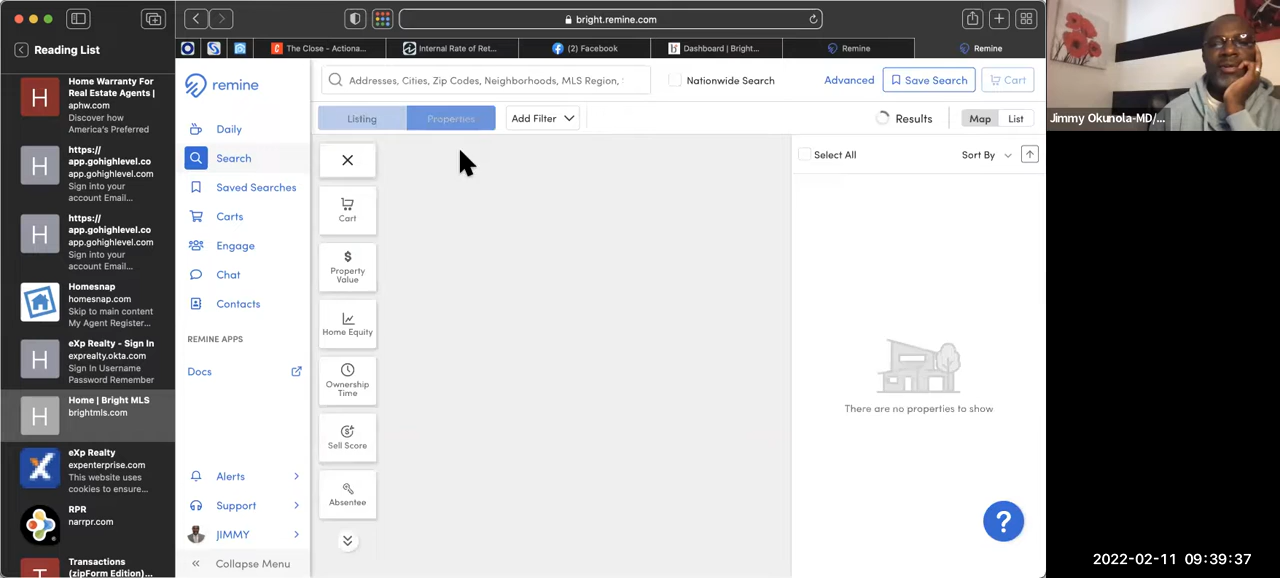 bright.remine.com
Reading List
The Close - Actiona...
Internal Rate of Ret...
(2) Facebook
Dashboard | Bright...
Remine
Remine
H
Home Warranty For
Real Estate Agents |
aphw.com
Discover how
America's Preferred
H
https://
app.gohighlevel.co
app.gohighlevel.com
Sign into your
account Email...
H
https://
app.gohighlevel.co
app.gohighlevel.com
Sign into your
account Email...
Homesnap
homesnap.com
Skip to main content
My Agent Register...
H
eXp Realty - Sign In
exprealty.okta.com
Sign In Username
Password Remember
H
Home | Bright MLS
brightmls.com
eXp Realty
expenterprise.com
This website uses
cookies to ensure...
RPR
narrpr.com
Transactions
(zipForm Edition)...
remine
Daily
Search
Saved Searches
Carts
Engage
Chat
Contacts
REMINE APPS
Docs
Alerts
Support
JIMMY
Collapse Menu
Addresses, Cities, Zip Codes, Neighborhoods, MLS Region,
Nationwide Search
Advanced
Save Search
Cart
Listing
Properties
Add Filter
Results
Map
List
Cart
Property
Value
Home Equity
Ownership
Time
Sell Score
Absentee
Select All
Sort By
There are no properties to show
?
Jimmy Okunola-MD/...
2022-02-11 09:39:37